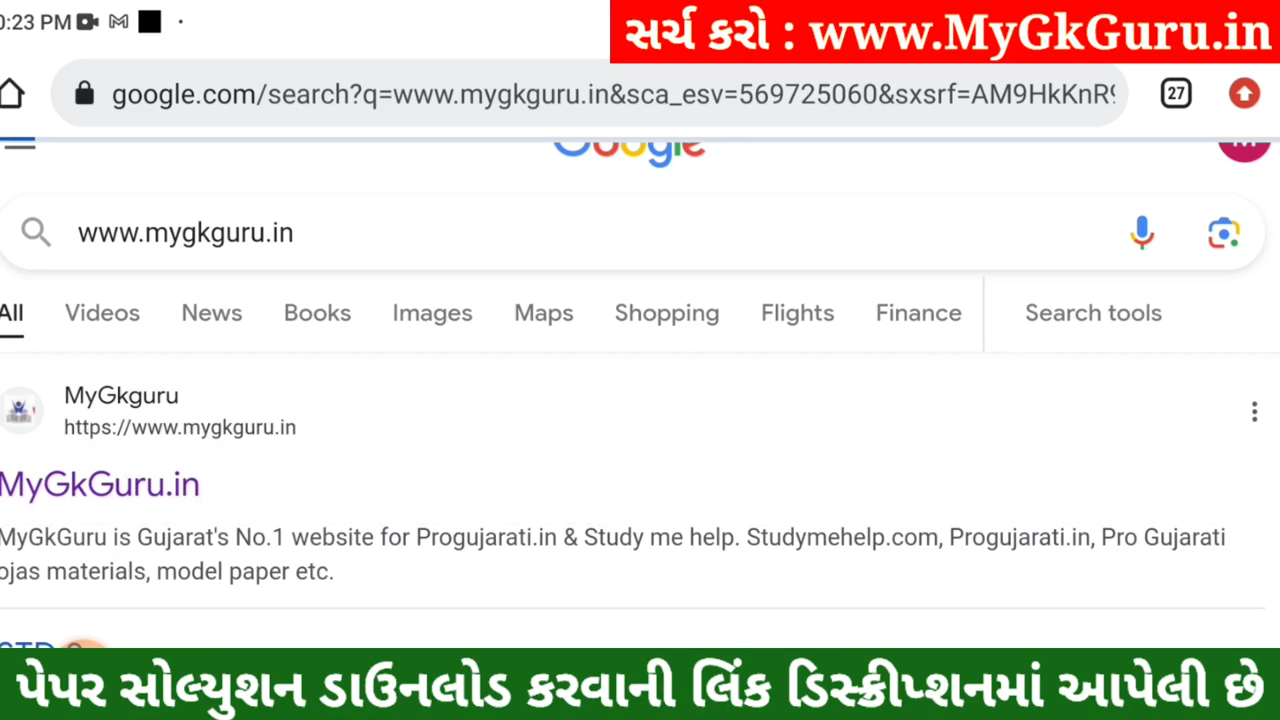 0:23 PM
સર્ચ કરો : www.MyGkGuru.in
google.com/search?q=www.mygkguru.in&sca_esv=569725060&sxsrf=AM9HkKnR9
27
Google
www.mygkguru.in
All Videos News Books Images Maps Shopping Flights Finance Search tools
MyGkguru
https://www.mygkguru.in
MyGkGuru.in
MyGkGuru is Gujarat's No.1 website for Progujarati.in & Study me help. Studymehelp.com, Progujarati.in, Pro Gujarati
ojas materials, model paper etc.
પેપર સોલ્યુશન ડાઉનલોડ કરવાની લિંક ડિસ્ક્રીપ્શનમાં આપેલી છે